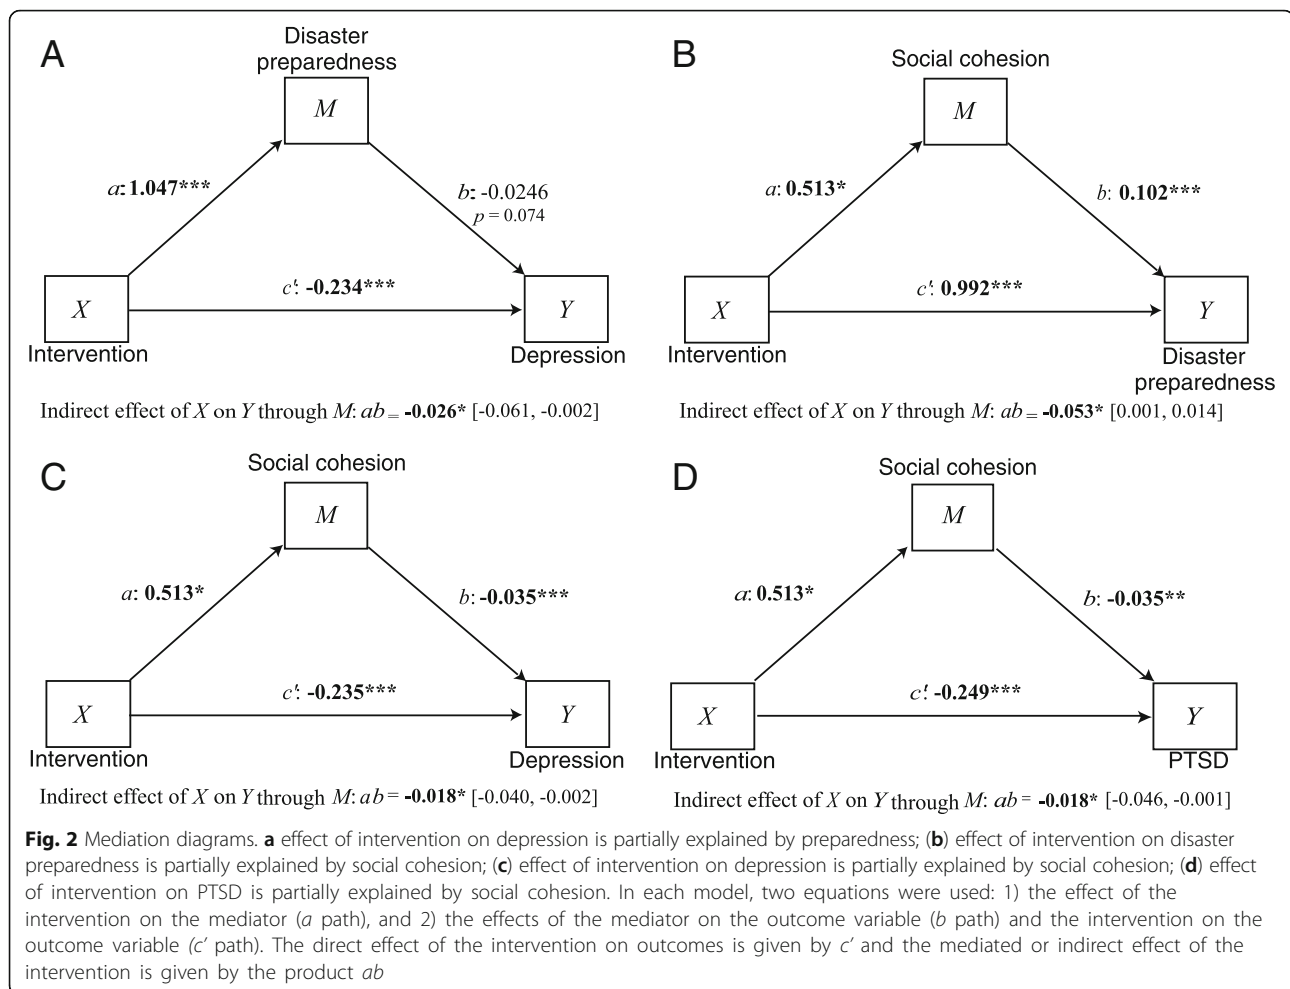 A
Disaster
preparedness
M
a: 1.047***
b: -0.0246
p = 0.074
c': -0.234***
X
Y
Intervention
Depression
Indirect effect of X on Y through M: ab = -0.026* [-0.061, -0.002]
B
Social cohesion
M
a: 0.513*
b: 0.102***
c': 0.992***
X
Y
Intervention
Disaster
preparedness
Indirect effect of X on Y through M: ab = -0.053* [0.001, 0.014]
C
Social cohesion
M
a: 0.513*
b: -0.035***
c': -0.235***
X
Y
Intervention
Depression
Indirect effect of X on Y through M: ab = -0.018* [-0.040, -0.002]
D
Social cohesion
M
a: 0.513*
b: -0.035**
c': -0.249***
X
Y
Intervention
PTSD
Indirect effect of X on Y through M: ab = -0.018* [-0.046, -0.001]
Fig. 2 Mediation diagrams. a effect of intervention on depression is partially explained by preparedness; (b) effect of intervention on disaster
preparedness is partially explained by social cohesion; (c) effect of intervention on depression is partially explained by social cohesion; (d) effect
of intervention on PTSD is partially explained by social cohesion. In each model, two equations were used: 1) the effect of the
intervention on the mediator (a path), and 2) the effects of the mediator on the outcome variable (b path) and the intervention on the
outcome variable (c' path). The direct effect of the intervention on outcomes is given by c' and the mediated or indirect effect of the
intervention is given by the product ab